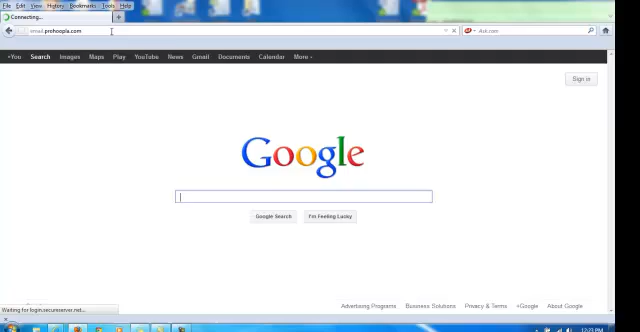 File Edit View History Bookmarks Tools Help
Connecting...
email.prohoopla.com
Ask.com
+You Search Images Maps Play YouTube News Gmail Documents Calendar More
Sign in
Google
Google Search I'm Feeling Lucky
Advertising Programs Business Solutions Privacy & Terms +Google About Google
Waiting for login.secureserver.net...
12:23 PM